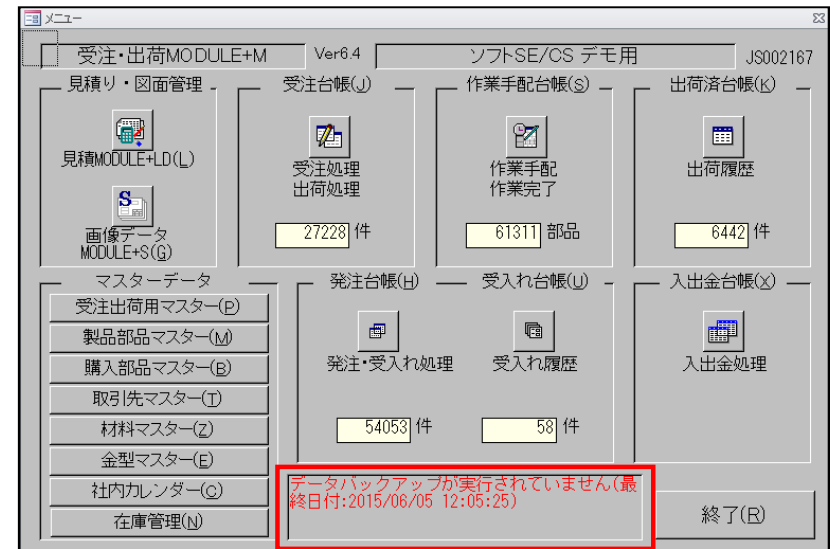 メニュー
受注・出荷MODULE+M
Ver6.4
ソフトSE/CS デモ用
JS002167
見積り・図面管理
見積MODULE+LD(L)
画像データ
MODULE+S(G)
受注台帳(J)
受注処理
出荷処理
27228 件
作業手配台帳(S)
作業手配
作業完了
61311 部品
出荷済台帳(K)
出荷履歴
6442 件
マスターデータ
受注出荷用マスター(P)
製品部品マスター(M)
購入部品マスター(B)
取引先マスター(T)
材料マスター(Z)
金型マスター(E)
社内カレンダー(C)
在庫管理(N)
発注台帳(H)
発注・受入れ処理
54053 件
受入れ台帳(U)
受入れ履歴
58 件
入出金台帳(X)
入出金処理
データバックアップが実行されていません(最
終日付:2015/06/05 12:05:25)
終了(R)